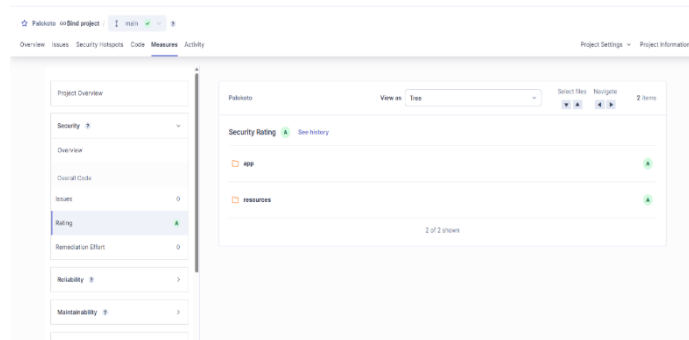 Palokoto Bind project / main ?
Overview Issues Security Hotspots Code Measures Activity
Project Settings Project Information
Project Overview
Security ?
Overview
Overall Code
Issues 0
Rating A
Remediation Effort 0
Reliability ?
Maintainability ?
Palokoto View as Tree Select files Navigate 2 items
Security Rating A See history
app A
resources A
2 of 2 shown